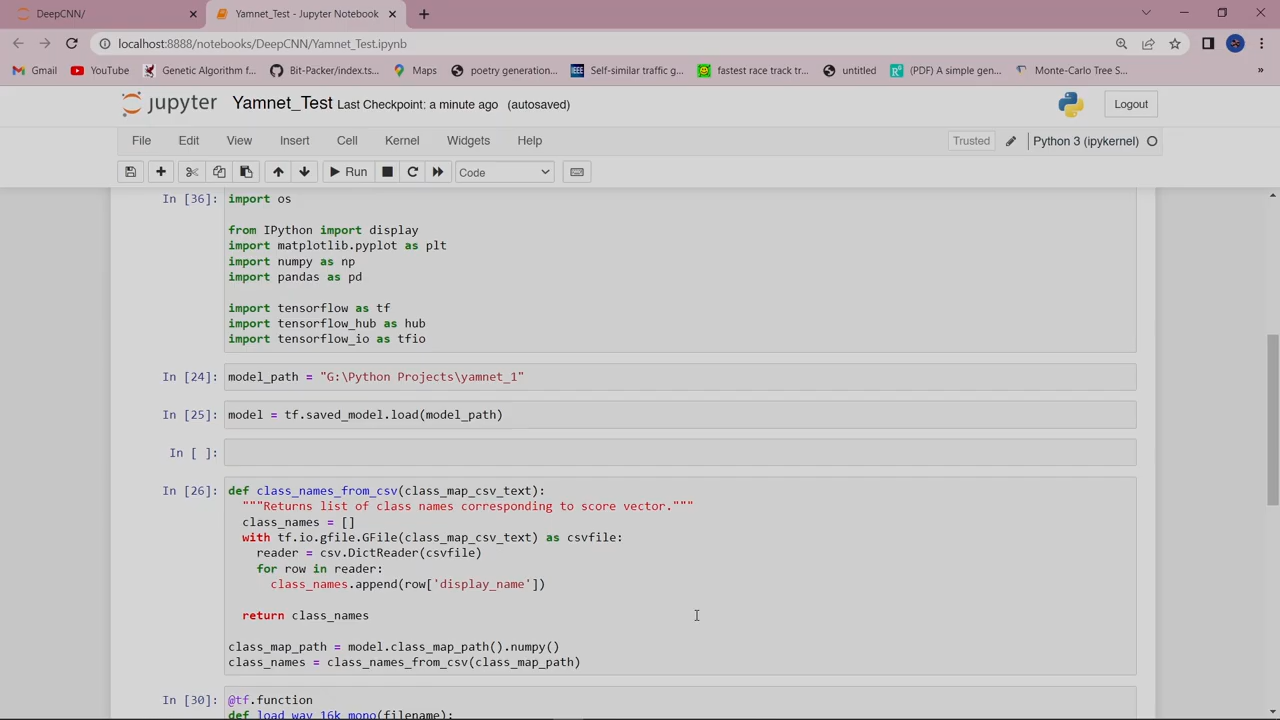 DeepCNN/
Yamnet_Test - Jupyter Notebook
localhost:8888/notebooks/DeepCNN/Yamnet_Test.ipynb
Gmail
YouTube
Genetic Algorithm f...
Bit-Packer/index.ts...
Maps
poetry generation...
Self-similar traffic g...
fastest race track tr...
untitled
(PDF) A simple gen...
Monte-Carlo Tree S...
jupyter Yamnet_Test Last Checkpoint: a minute ago (autosaved)
Logout
File Edit View Insert Cell Kernel Widgets Help
Trusted
Python 3 (ipykernel)
Run
Code
In [36]: import os
from IPython import display
import matplotlib.pyplot as plt
import numpy as np
import pandas as pd
import tensorflow as tf
import tensorflow_hub as hub
import tensorflow_io as tfio
In [24]: model_path = "G:\Python Projects\yamnet_1"
In [25]: model = tf.saved_model.load(model_path)
In [ ]:
In [26]: def class_names_from_csv(class_map_csv_text):
"""Returns list of class names corresponding to score vector."""
class_names = []
with tf.io.gfile.GFile(class_map_csv_text) as csvfile:
reader = csv.DictReader(csvfile)
for row in reader:
class_names.append(row['display_name'])
return class_names
class_map_path = model.class_map_path().numpy()
class_names = class_names_from_csv(class_map_path)
In [30]: @tf.function
def load_wav_16k_mono(filename):